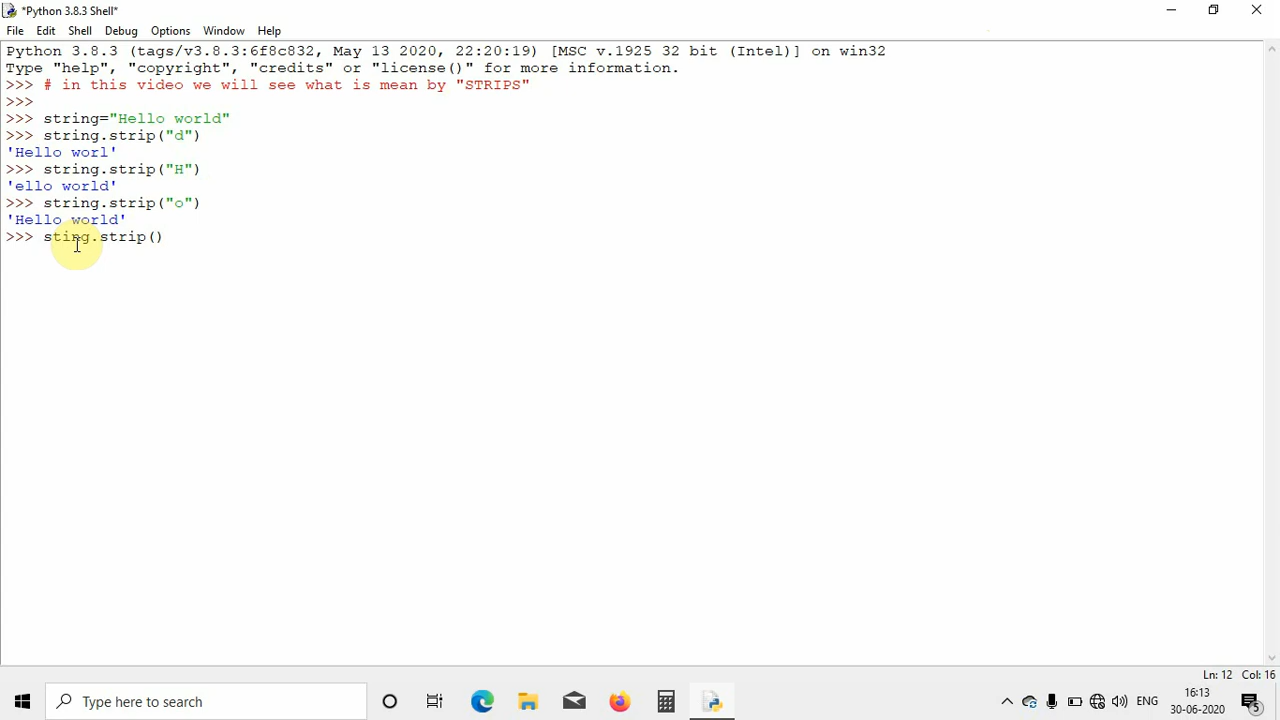 *Python 3.8.3 Shell*
File Edit Shell Debug Options Window Help
Python 3.8.3 (tags/v3.8.3:6f8c832, May 13 2020, 22:20:19) [MSC v.1925 32 bit (Intel)] on win32
Type "help", "copyright", "credits" or "license()" for more information.
>>> # in this video we will see what is mean by "STRIPS"
>>>
>>> string="Hello world"
>>> string.strip("d")
'Hello worl'
>>> string.strip("H")
'ello world'
>>> string.strip("o")
'Hello world'
>>> sting.strip()
Ln: 12 Col: 16
Type here to search
ENG
16:13
30-06-2020
5